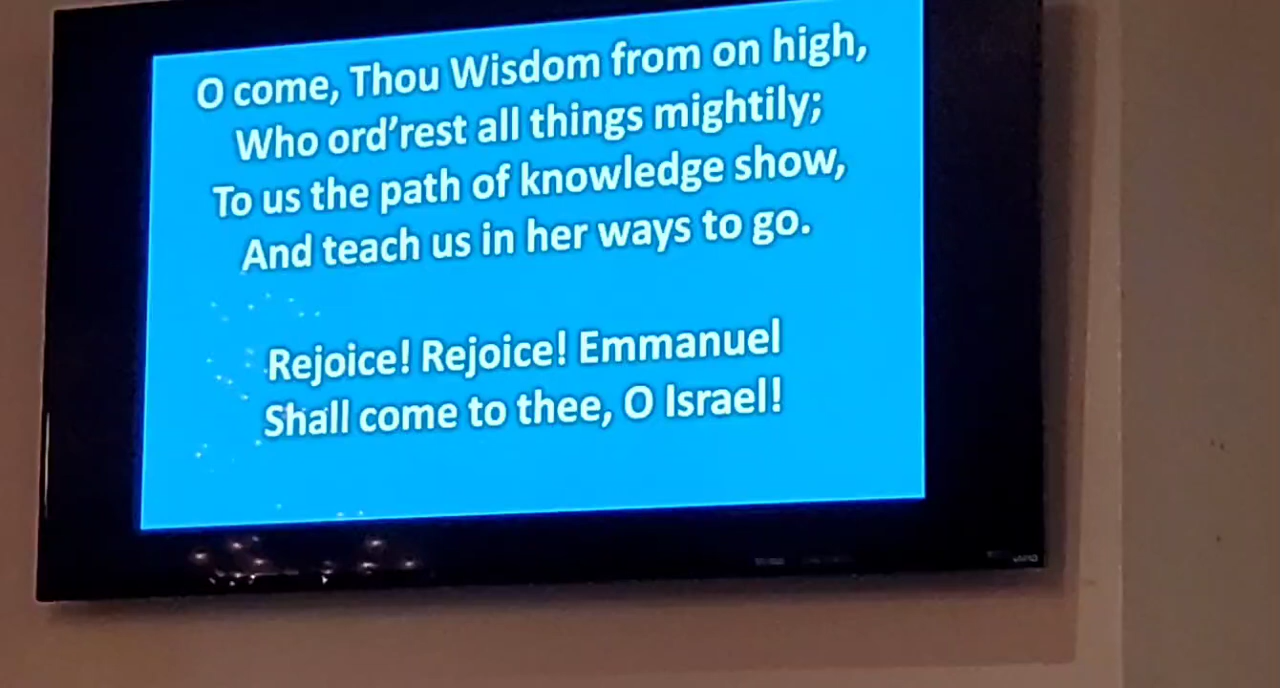 O come, Thou Wisdom from on high,
Who ord’rest all things mightily;
To us the path of knowledge show,
And teach us in her ways to go.
Rejoice! Rejoice! Emmanuel
Shall come to thee, O Israel!